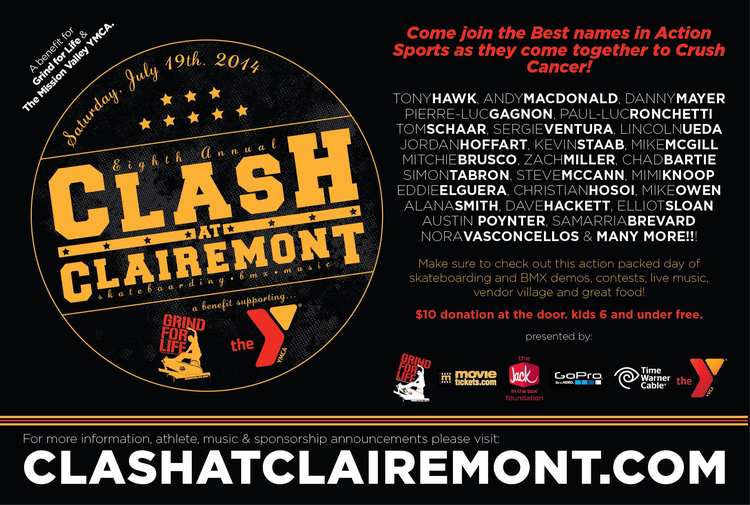 A benefit for
Grind for Life &
The Mission Valley YMCA.
Saturday, July 19th, 2014
Eighth Annual
CLASH
AT
CLAIREMONT
skateboarding • bmx • music
a benefit supporting...
GRIND
FOR
LIFE
the
YMCA
Come join the Best names in Action
Sports as they come together to Crush
Cancer!
TONYHAWK, ANDYMACDONALD, DANNYMAYER
PIERRE-LUCGAGNON, PAUL-LUCRONCHETTI
TOMSCHAAR, SERGIEVENTURA, LINCOLNUEDA
JORDANHOFFART, KEVINSTAAB, MIKEMCGILL
MITCHIEBRUSCO, ZACHMILLER, CHADBARTIE
SIMONTABRON, STEVEMCCANN, MIMIKNOOP
EDDIEELGUERA, CHRISTIANHOSOI, MIKEOWEN
ALANASMITH, DAVEHACKETT, ELLIOTSLOAN
AUSTIN POYNTER, SAMARRIABREVARD
NORAVASCONCELLOS & MANY MORE!!!
Make sure to check out this action packed day of
skateboarding and BMX demos, contests, live music,
vendor village and great food!
$10 donation at the door. kids 6 and under free.
presented by:
GRIND
FOR
LIFE
m
movie
tickets.com
the
Jack
in the box
foundation
GoPro
Be a HERO.
Time
Warner
Cable
the
YMCA
For more information, athlete, music & sponsorship announcements please visit:
CLASHATCLAIREMONT.COM